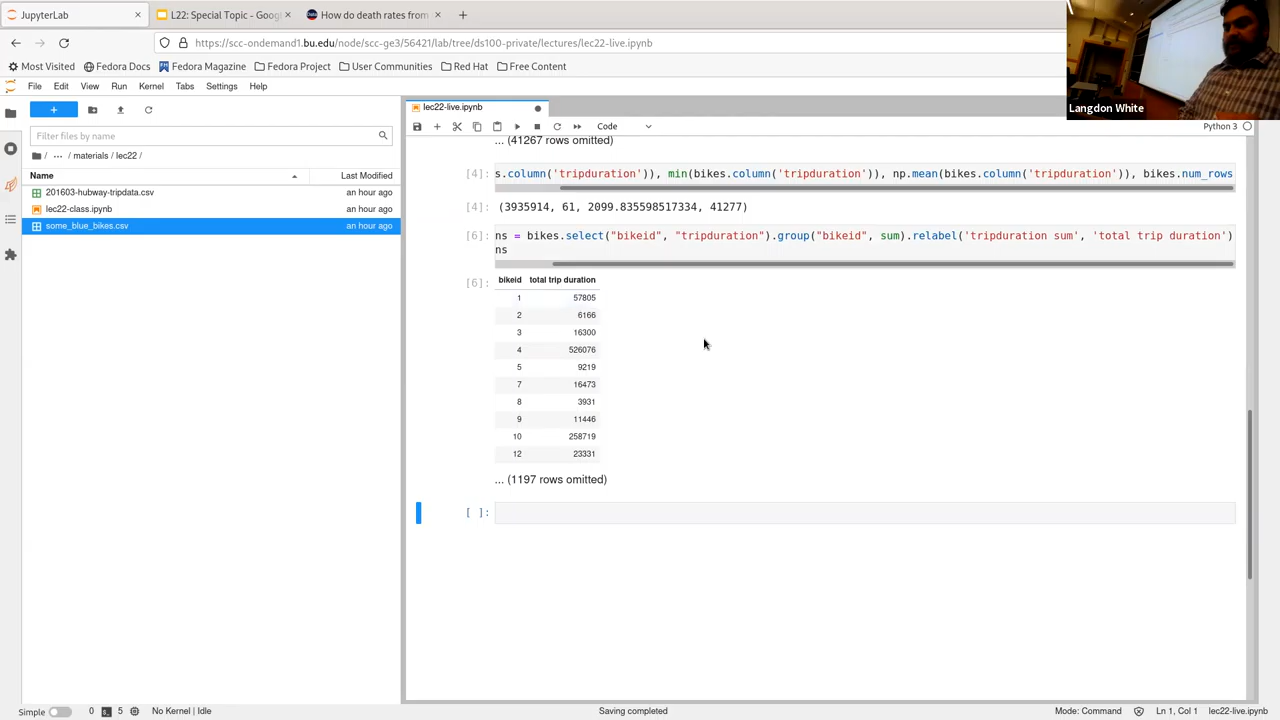 JupyterLab
L22: Special Topic - Goog
How do death rates from
https://scc-ondemand1.bu.edu/node/scc-ge3/56421/lab/tree/ds100-private/lectures/lec22-live.ipynb
Most Visited Fedora Docs Fedora Magazine Fedora Project User Communities Red Hat Free Content
Langdon White
File Edit View Run Kernel Tabs Settings Help
lec22-live.ipynb
Code
Python 3
Filter files by name
/ ... / materials / lec22 /
Name Last Modified
201603-hubway-tripdata.csv an hour ago
lec22-class.ipynb an hour ago
some_blue_bikes.csv an hour ago
... (41267 rows omitted)
[4]: s.column('tripduration')), min(bikes.column('tripduration')), np.mean(bikes.column('tripduration')), bikes.num_rows
[4]: (3935914, 61, 2099.835598517334, 41277)
[6]: ns = bikes.select("bikeid", "tripduration").group("bikeid", sum).relabel('tripduration sum', 'total trip duration')
ns
[6]: bikeid total trip duration
1 57805
2 6166
3 16300
4 526076
5 9219
7 16473
8 3931
9 11446
10 258719
12 23331
... (1197 rows omitted)
[ ]:
Simple 0 5 No Kernel | Idle Saving completed Mode: Command Ln 1, Col 1 lec22-live.ipynb